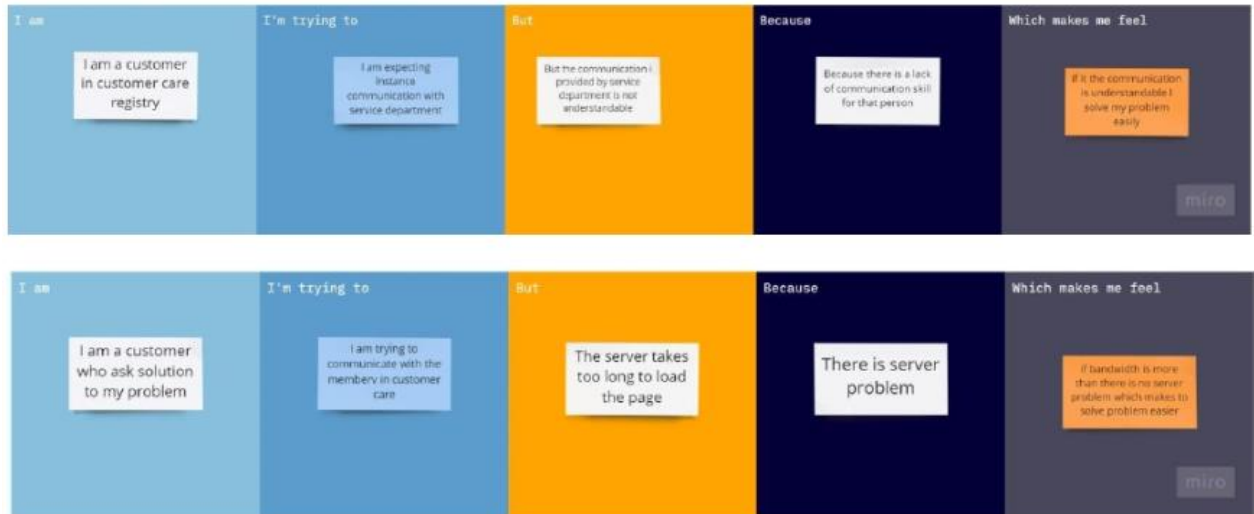 I am
I'm trying to
But
Because
Which makes me feel
I am a customer
in customer care
registry
I am expecting
instance
communication with
service department
But the communication i
provided by service
department is not
understandable
Because there is a lack
of communication skill
for that person
if it the communication
is understandable I
solve my problem
easily
miro
I am
I'm trying to
But
Because
Which makes me feel
I am a customer
who ask solution
to my problem
I am trying to
communicate with the
memberv in customer
care
The server takes
too long to load
the page
There is server
problem
if bandwidth is more
than there is no server
problem which makes to
solve problem easier
miro